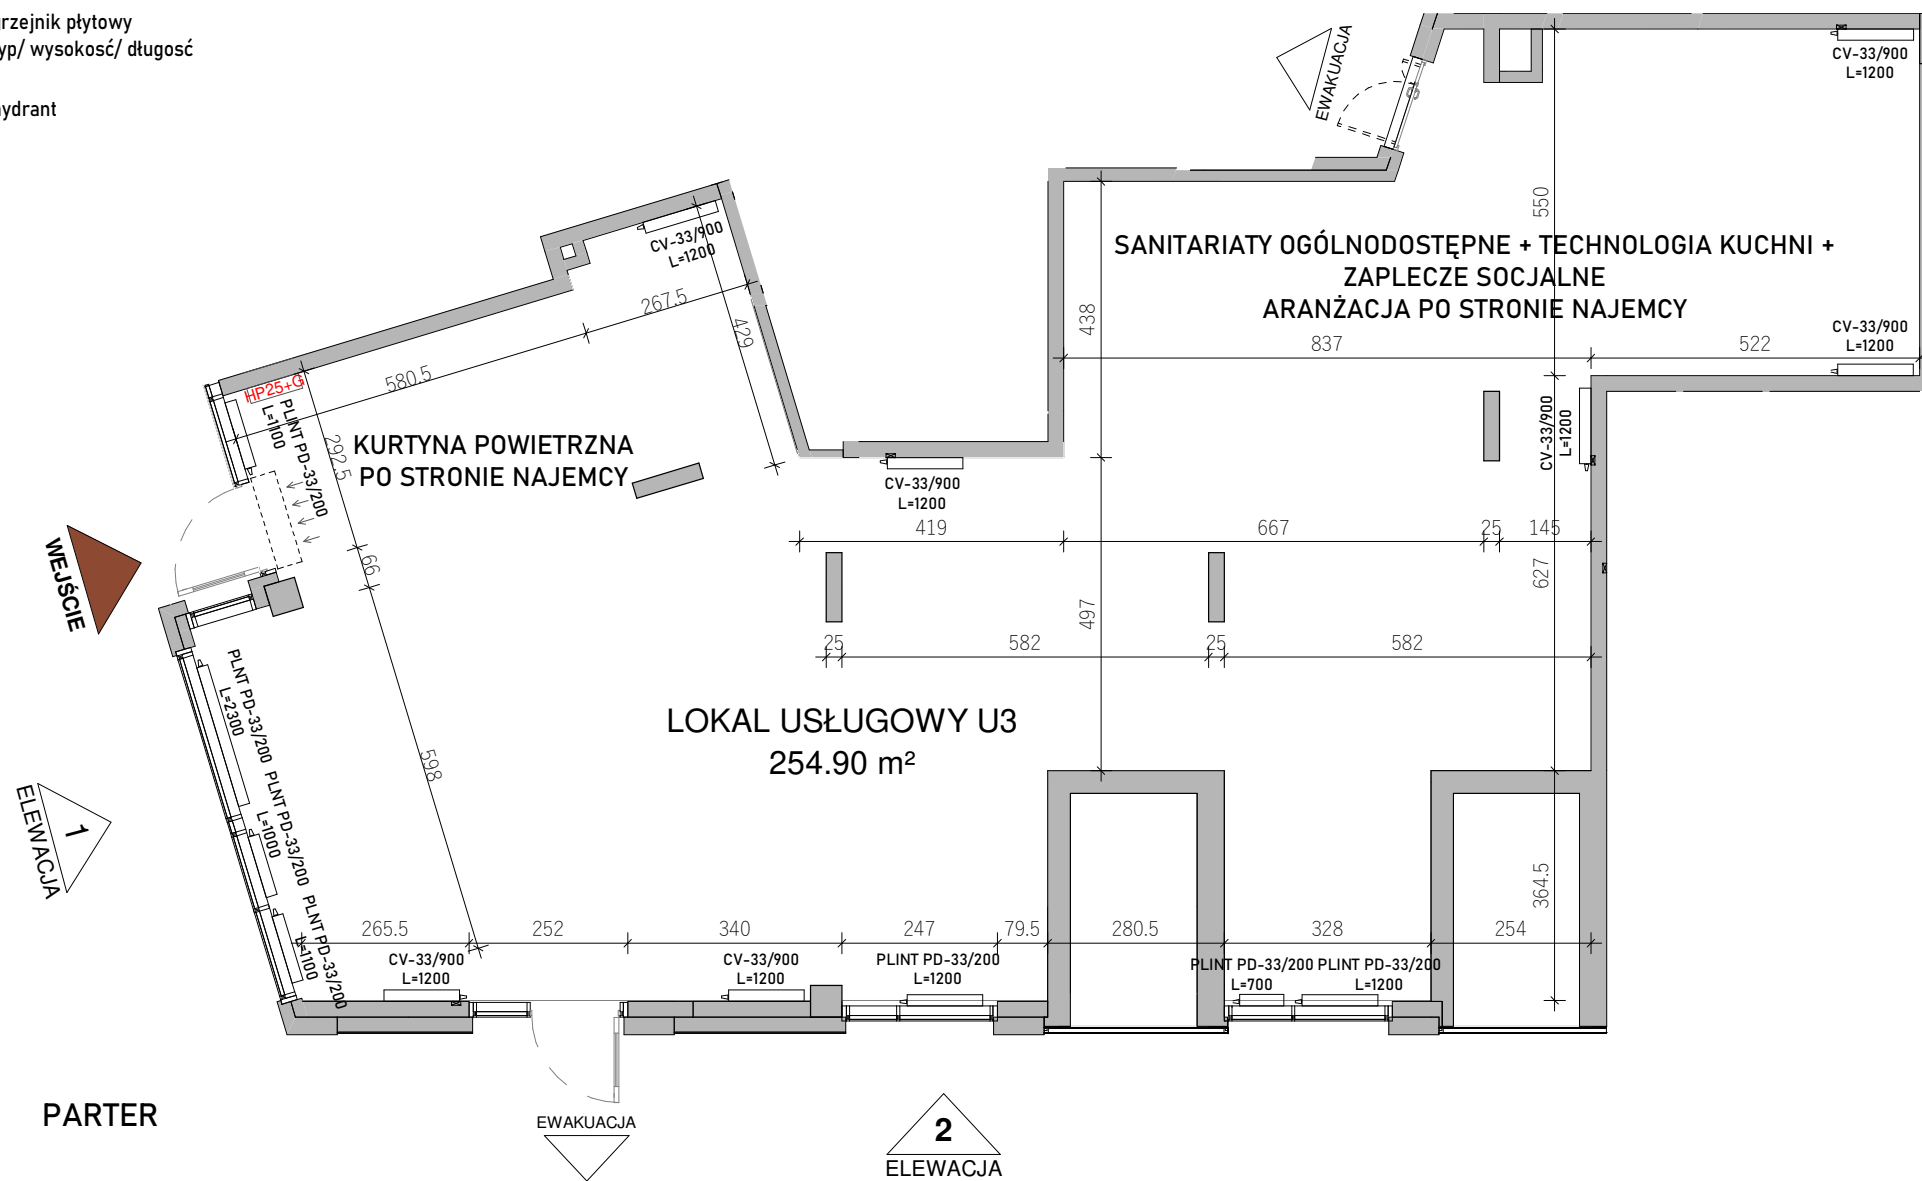 rzejnik płytowy
yp/ wysokosć/ długosć
ydrant
EWAKUACJA
CV-33/900
L=1200
CV-33/900
L=1200
550
SANITARIATY OGÓLNODOSTĘPNE + TECHNOLOGIA KUCHNI +
ZAPLECZE SOCJALNE
ARANŻACJA PO STRONIE NAJEMCY
267.5
429
438
837
522
CV-33/900
L=1200
580.5
HP25+G
PLINT PD-33/200
L=1100
292.5
KURTYNA POWIETRZNA
PO STRONIE NAJEMCY
CV-33/900
L=1200
CV-33/900
L=1200
419
667
25
145
WEJŚCIE
66
627
497
25
582
25
582
PLNT PD-33/200
L=2300
LOKAL USŁUGOWY U3
254.90 m²
598
1
ELEWACJA
PLNT PD-33/200
L=1000
364.5
PLNT PD-33/200
L=1100
265.5
252
340
247
79.5
280.5
328
254
CV-33/900
L=1200
CV-33/900
L=1200
PLINT PD-33/200
L=1200
PLINT PD-33/200
L=700
PLINT PD-33/200
L=1200
PARTER
EWAKUACJA
2
ELEWACJA